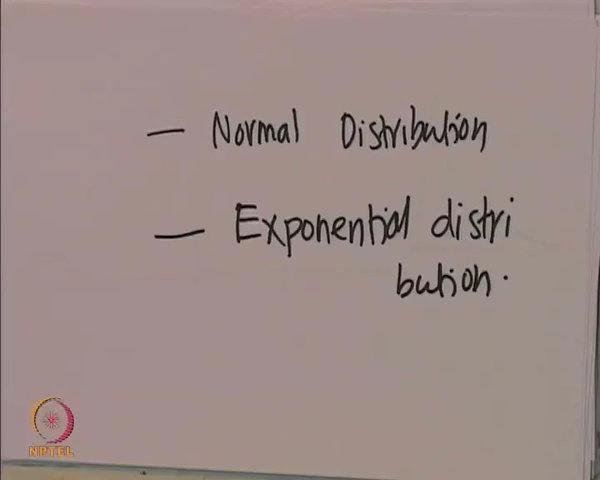 — Normal Distribution
— Exponential distri
bution.
NPTEL